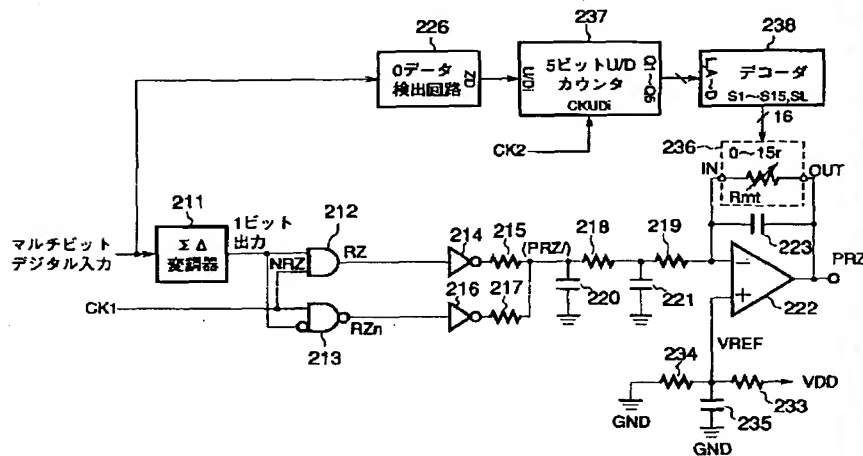 226
237
238
0データ
検出回路
ZD
U/Di
5ビットU/D
カウンタ
CKUDi
Q1〜Q5
L,A〜D
デコーダ
S1〜S15,SL
16
CK2
236
0〜15r
IN
OUT
Rmt
マルチビット
デジタル入力
211
ΣΔ
変調器
1ビット
出力
212
NRZ
RZ
CK1
213
RZn
214
215
(PRZ/)
216
217
218
219
220
221
223
PRZ
222
VREF
234
VDD
233
GND
235
GND